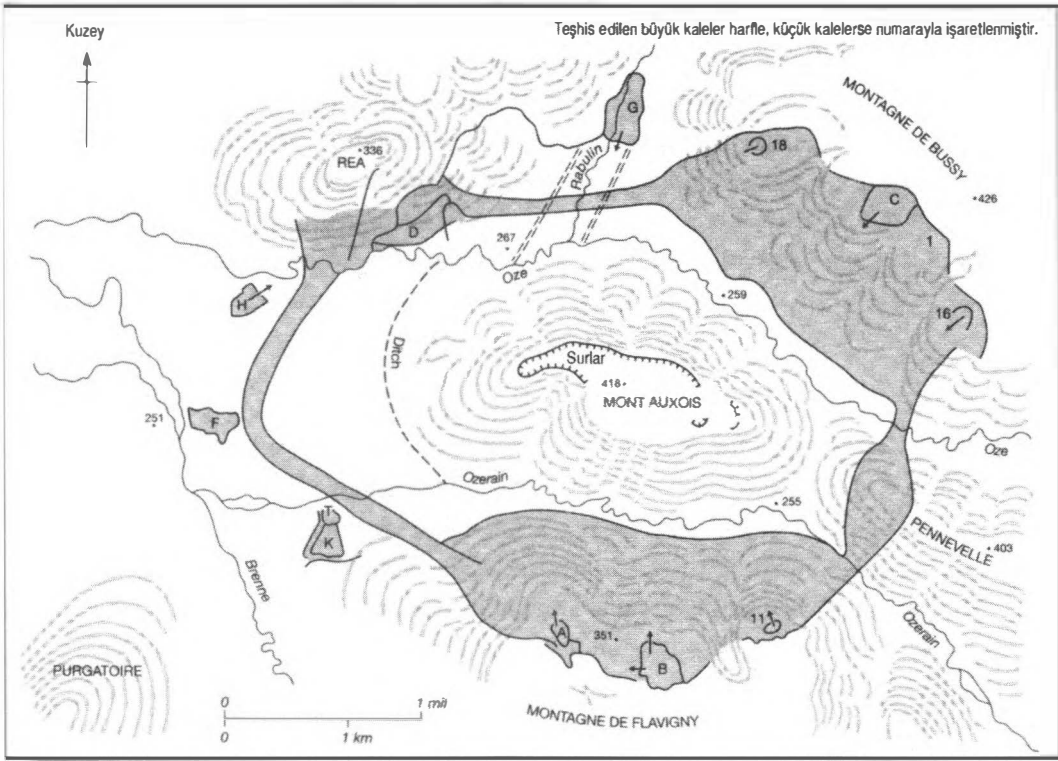 Kuzey
Teşhis edilen büyük kaleler harfle, küçük kalelerse numarayla işaretlenmiştir.
MONTAGNE DE BUSSY
G
336
REA
Rabulin
18
C
426
1
D
267
Oze
259
16
H
Ditch
Surlar
418
MONT AUXOIS
251
F
Oze
Ozerain
255
T
K
PENNEVELLE
403
Brenne
11
A
351
B
Ozerain
PURGATOIRE
0 1 mil
0 1 km
MONTAGNE DE FLAVIGNY